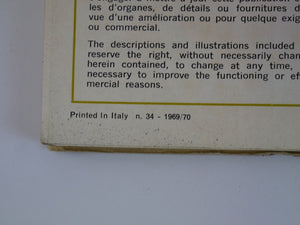 les d'organes, de détails ou fournitures d
vue d'une amélioration ou pour quelque exig
ou commercial.
The descriptions and illustrations included
reserve the right, without necessarily chan
herein contained, to change at any time,
necessary to improve the functioning or ef
mercial reasons.
Printed In Italy n. 34 - 1969/70